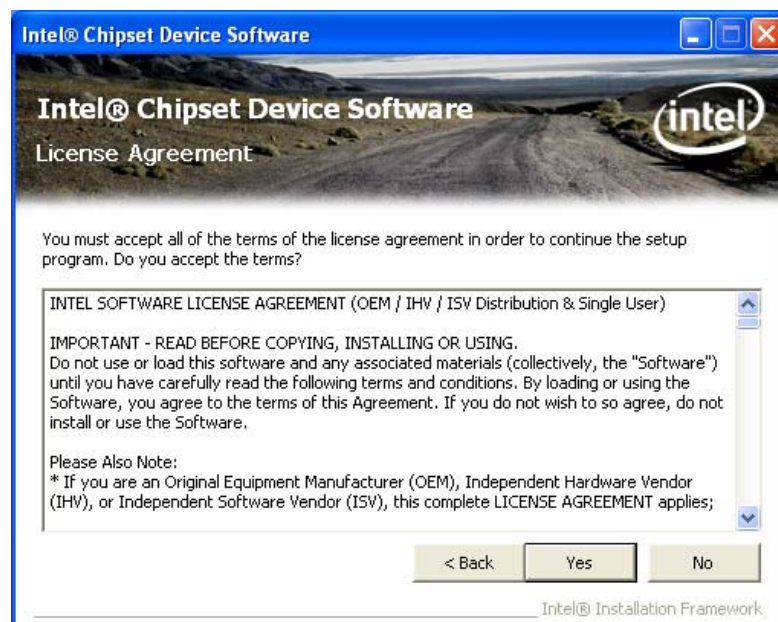 Intel® Chipset Device Software
Intel® Chipset Device Software
intel
License Agreement
You must accept all of the terms of the license agreement in order to continue the setup
program. Do you accept the terms?
INTEL SOFTWARE LICENSE AGREEMENT (OEM / IHV / ISV Distribution & Single User)
IMPORTANT - READ BEFORE COPYING, INSTALLING OR USING.
Do not use or load this software and any associated materials (collectively, the "Software")
until you have carefully read the following terms and conditions. By loading or using the
Software, you agree to the terms of this Agreement. If you do not wish to so agree, do not
install or use the Software.
Please Also Note:
* If you are an Original Equipment Manufacturer (OEM), Independent Hardware Vendor
(IHV), or Independent Software Vendor (ISV), this complete LICENSE AGREEMENT applies;
< Back Yes No
Intel® Installation Framework